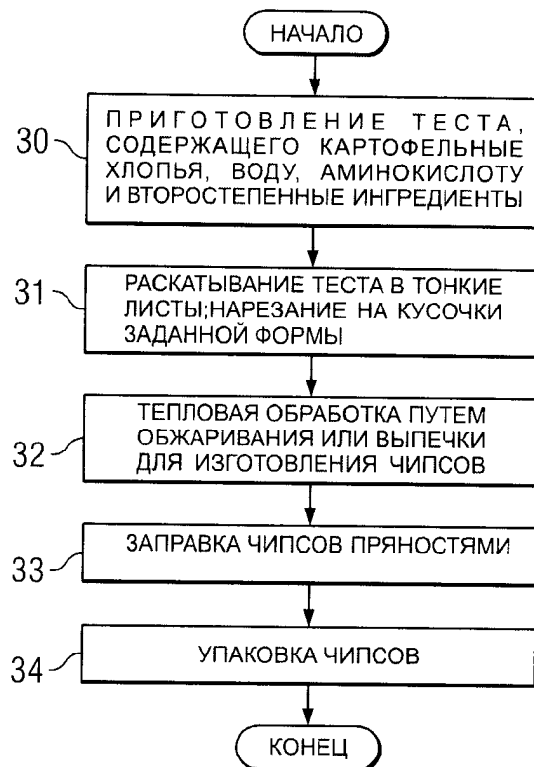 НАЧАЛО
30
ПРИГОТОВЛЕНИЕ ТЕСТА,
СОДЕРЖАЩЕГО КАРТОФЕЛЬНЫЕ
ХЛОПЬЯ, ВОДУ, АМИНОКИСЛОТУ
И ВТОРОСТЕПЕННЫЕ ИНГРЕДИЕНТЫ
31
РАСКАТЫВАНИЕ ТЕСТА В ТОНКИЕ
ЛИСТЫ;НАРЕЗАНИЕ НА КУСОЧКИ
ЗАДАННОЙ ФОРМЫ
32
ТЕПЛОВАЯ ОБРАБОТКА ПУТЕМ
ОБЖАРИВАНИЯ ИЛИ ВЫПЕЧКИ
ДЛЯ ИЗГОТОВЛЕНИЯ ЧИПСОВ
33
ЗАПРАВКА ЧИПСОВ ПРЯНОСТЯМИ
34
УПАКОВКА ЧИПСОВ
КОНЕЦ